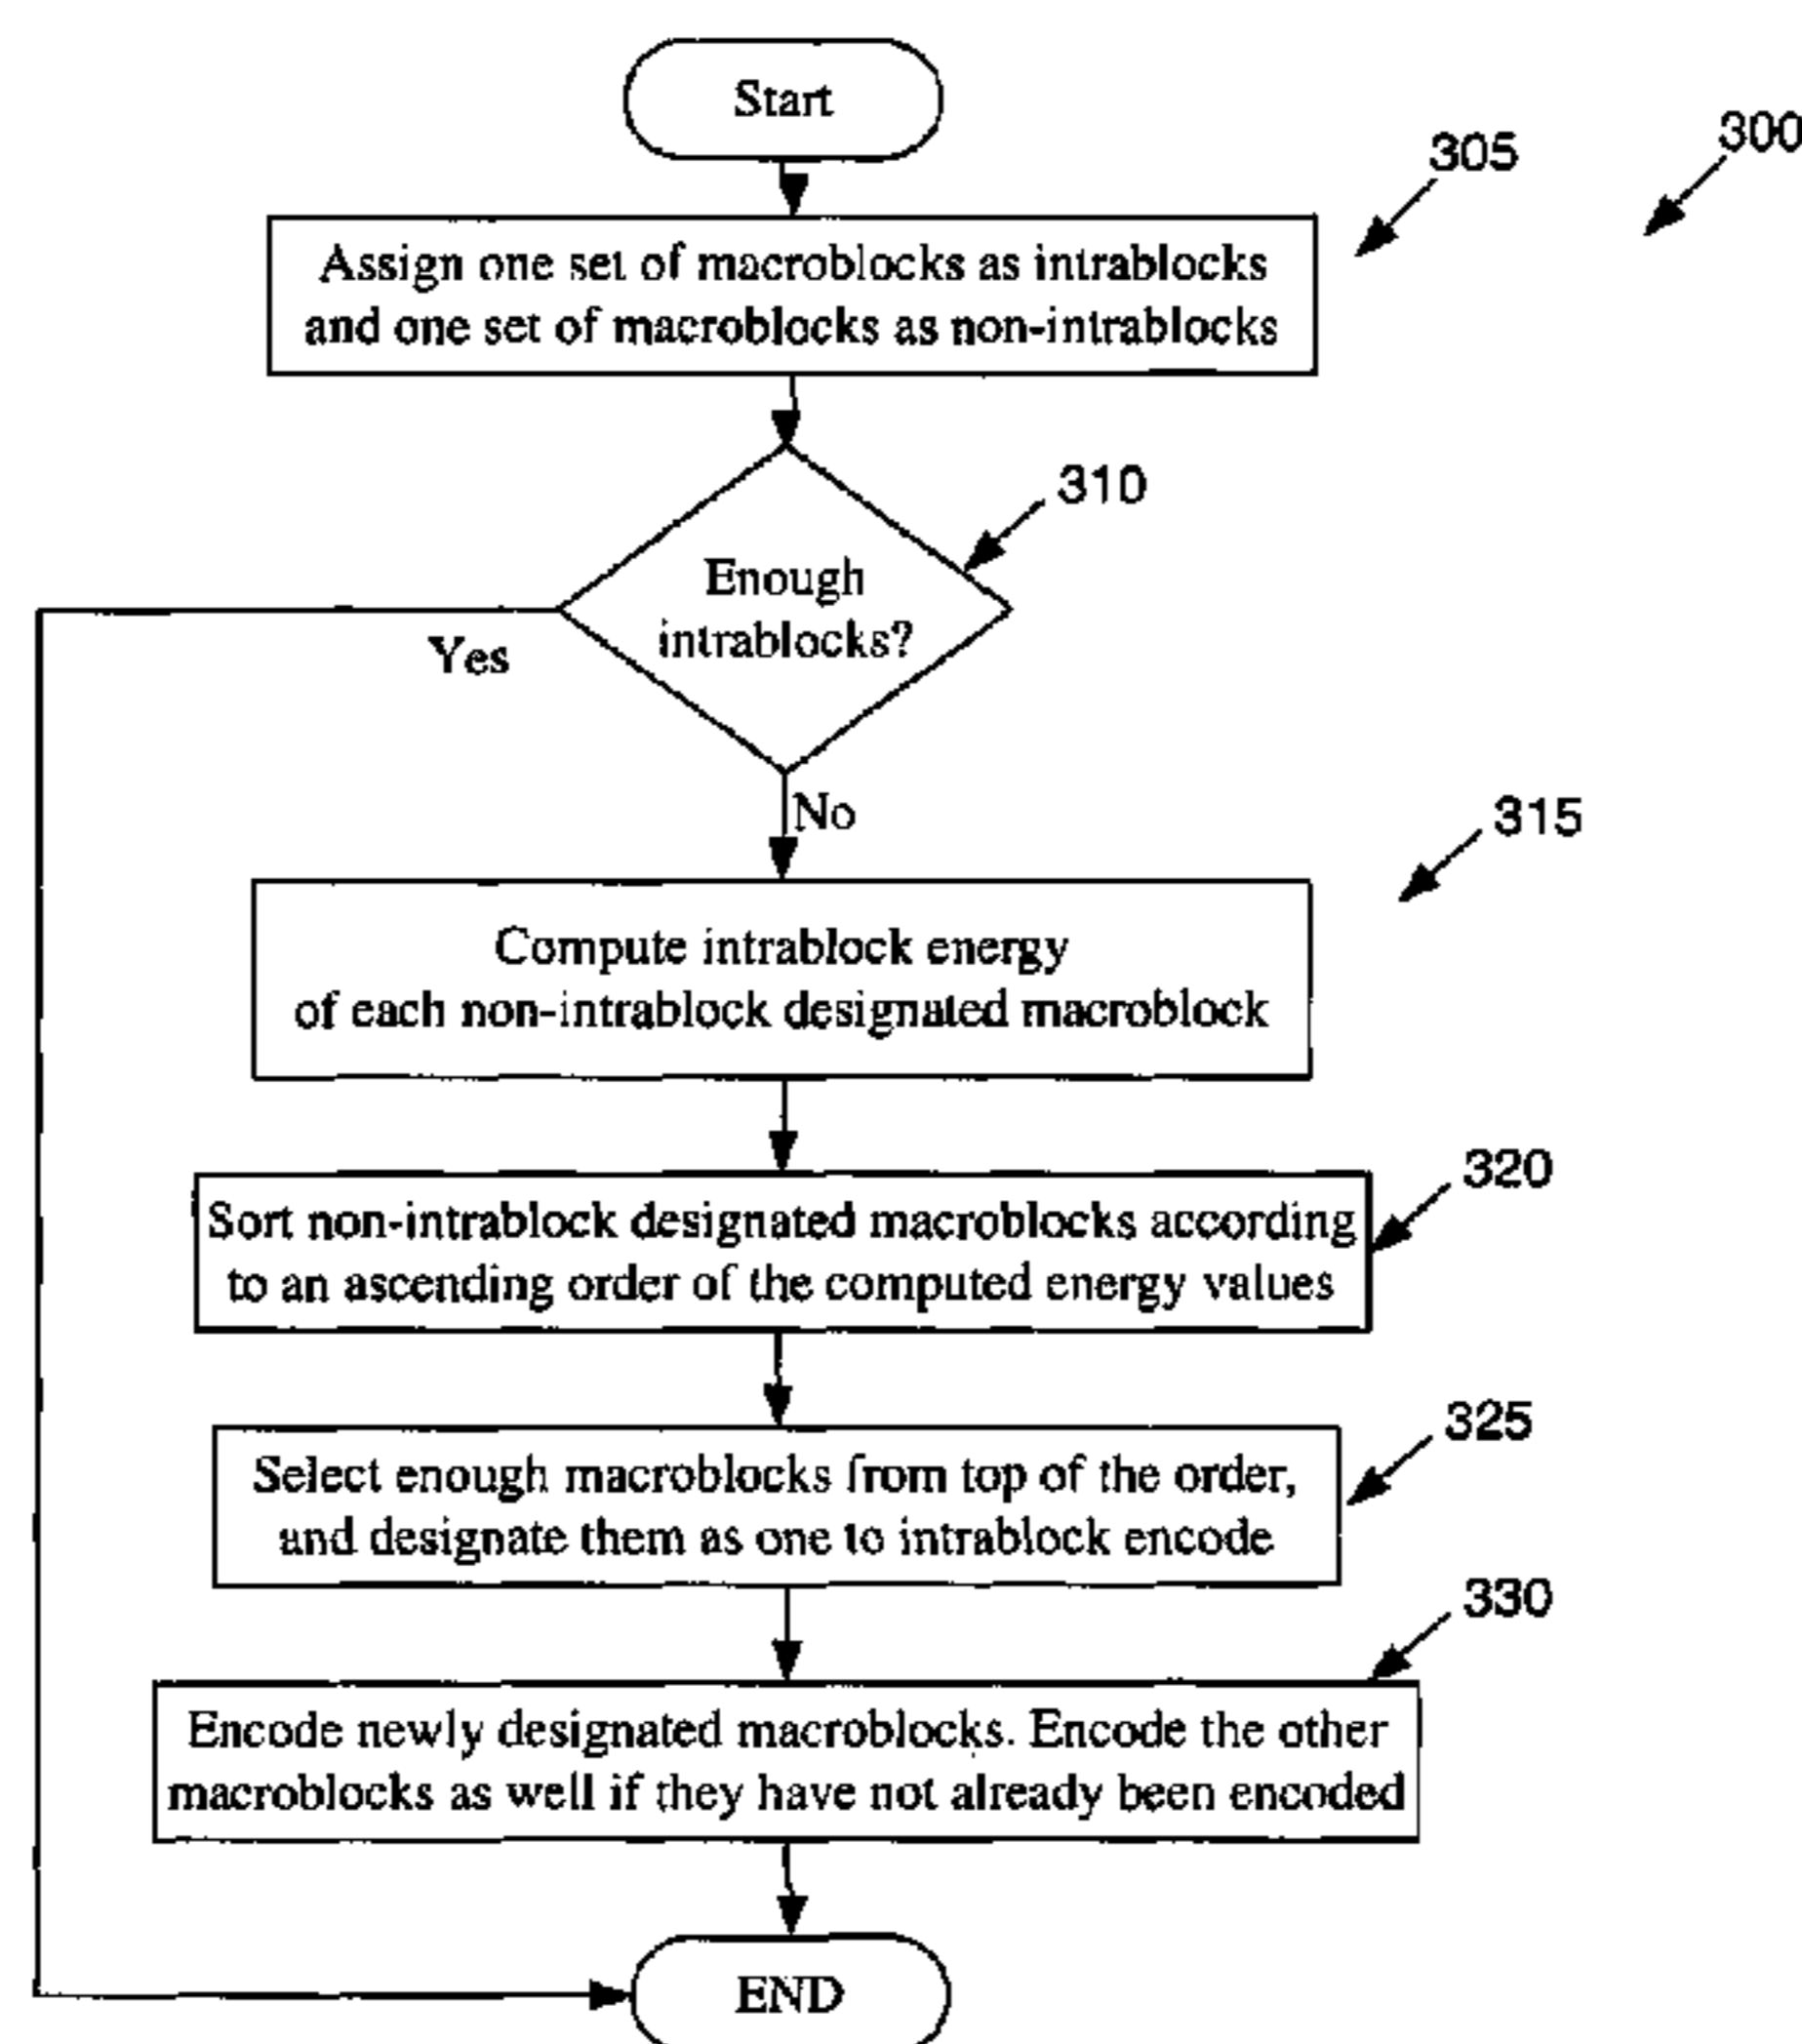 Start
300
305
Assign one set of macroblocks as intrablocks
and one set of macroblocks as non-intrablocks
310
Enough
intrablocks?
Yes
No
315
Compute intrablock energy
of each non-intrablock designated macroblock
320
Sort non-intrablock designated macroblocks according
to an ascending order of the computed energy values
325
Select enough macroblocks from top of the order,
and designate them as one to intrablock encode
330
Encode newly designated macroblocks. Encode the other
macroblocks as well if they have not already been encoded
END